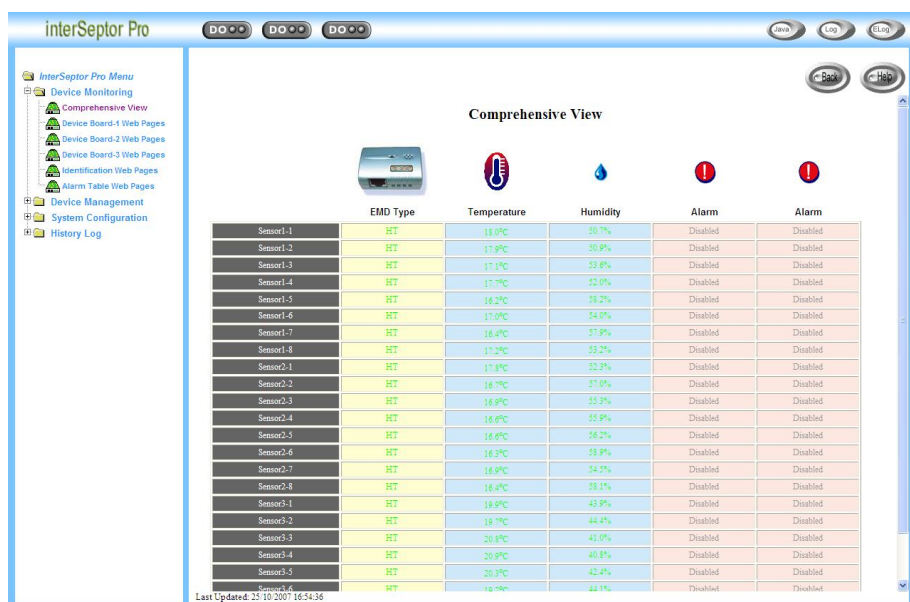 interSeptor Pro
DO DO DO
Java Log ELog
Back Help
InterSeptor Pro Menu
Device Monitoring
Comprehensive View
Device Board-1 Web Pages
Device Board-2 Web Pages
Device Board-3 Web Pages
Identification Web Pages
Alarm Table Web Pages
Device Management
System Configuration
History Log
Comprehensive View
EMD Type Temperature Humidity Alarm Alarm
Sensor1-1 HT 18.0°C 50.7% Disabled Disabled
Sensor1-2 HT 17.9°C 50.9% Disabled Disabled
Sensor1-3 HT 17.1°C 53.6% Disabled Disabled
Sensor1-4 HT 17.7°C 52.0% Disabled Disabled
Sensor1-5 HT 16.2°C 58.2% Disabled Disabled
Sensor1-6 HT 17.0°C 54.0% Disabled Disabled
Sensor1-7 HT 16.4°C 57.9% Disabled Disabled
Sensor1-8 HT 17.2°C 53.2% Disabled Disabled
Sensor2-1 HT 17.8°C 52.3% Disabled Disabled
Sensor2-2 HT 16.7°C 57.0% Disabled Disabled
Sensor2-3 HT 16.9°C 55.3% Disabled Disabled
Sensor2-4 HT 16.6°C 55.9% Disabled Disabled
Sensor2-5 HT 16.6°C 56.2% Disabled Disabled
Sensor2-6 HT 16.3°C 58.9% Disabled Disabled
Sensor2-7 HT 16.9°C 54.5% Disabled Disabled
Sensor2-8 HT 16.4°C 58.1% Disabled Disabled
Sensor3-1 HT 19.9°C 43.9% Disabled Disabled
Sensor3-2 HT 19.7°C 44.4% Disabled Disabled
Sensor3-3 HT 20.8°C 41.0% Disabled Disabled
Sensor3-4 HT 20.9°C 40.8% Disabled Disabled
Sensor3-5 HT 20.3°C 42.4% Disabled Disabled
Sensor3-6 HT 19.7°C 44.1% Disabled Disabled
Last Updated: 25/10/2007 16:54:36